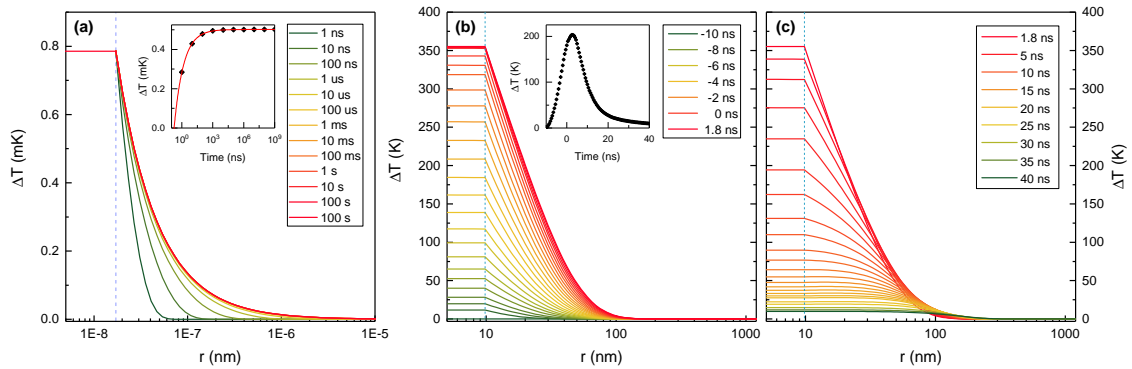 (a)
ΔT (mK)
0.8
0.6
0.4
0.2
0.0
1E-8
1E-7
1E-6
1E-5
r (nm)
ΔT (mK)
0.4
0.2
0.0
10⁰
10³
10⁶
10⁹
Time (ns)
1 ns
10 ns
100 ns
1 us
10 us
100 us
1 ms
10 ms
100 ms
1 s
10 s
100 s
100 s
(b)
ΔT (K)
400
350
300
250
200
150
100
50
0
10
100
1000
r (nm)
ΔT (K)
200
100
0
0
20
40
Time (ns)
-10 ns
-8 ns
-6 ns
-4 ns
-2 ns
0 ns
1.8 ns
(c)
1.8 ns
5 ns
10 ns
15 ns
20 ns
25 ns
30 ns
35 ns
40 ns
10
100
1000
r (nm)
400
350
300
250
200
150
100
50
0
ΔT (K)